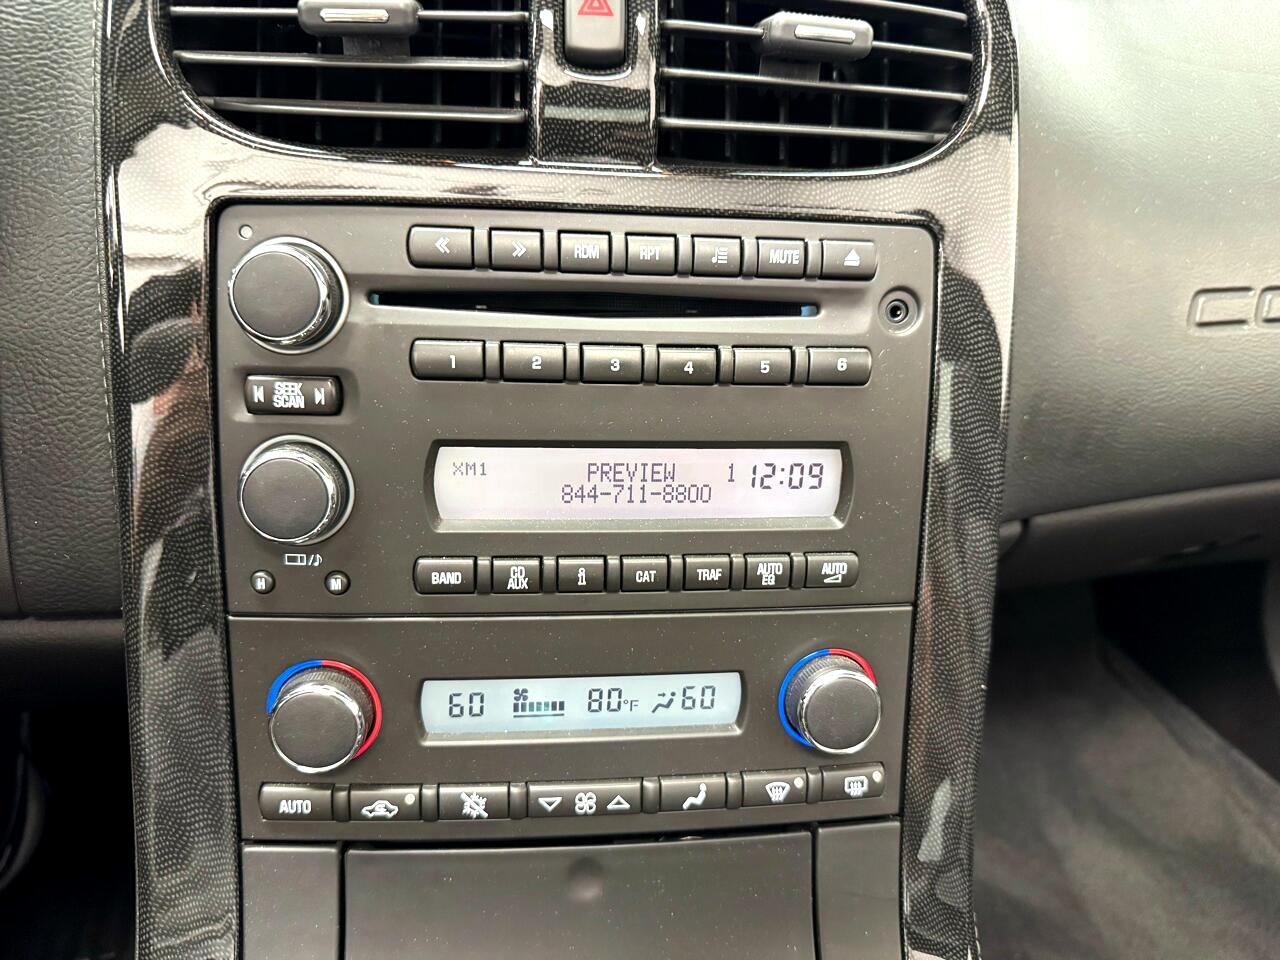 RDM RPT MUTE
1 2 3 4 5 6
SEEK
SCAN
XM1 PREVIEW 1 12:09
844-711-8800
H M
BAND CD AUX i CAT TRAF AUTO EQ AUTO
60 80°F 60
AUTO